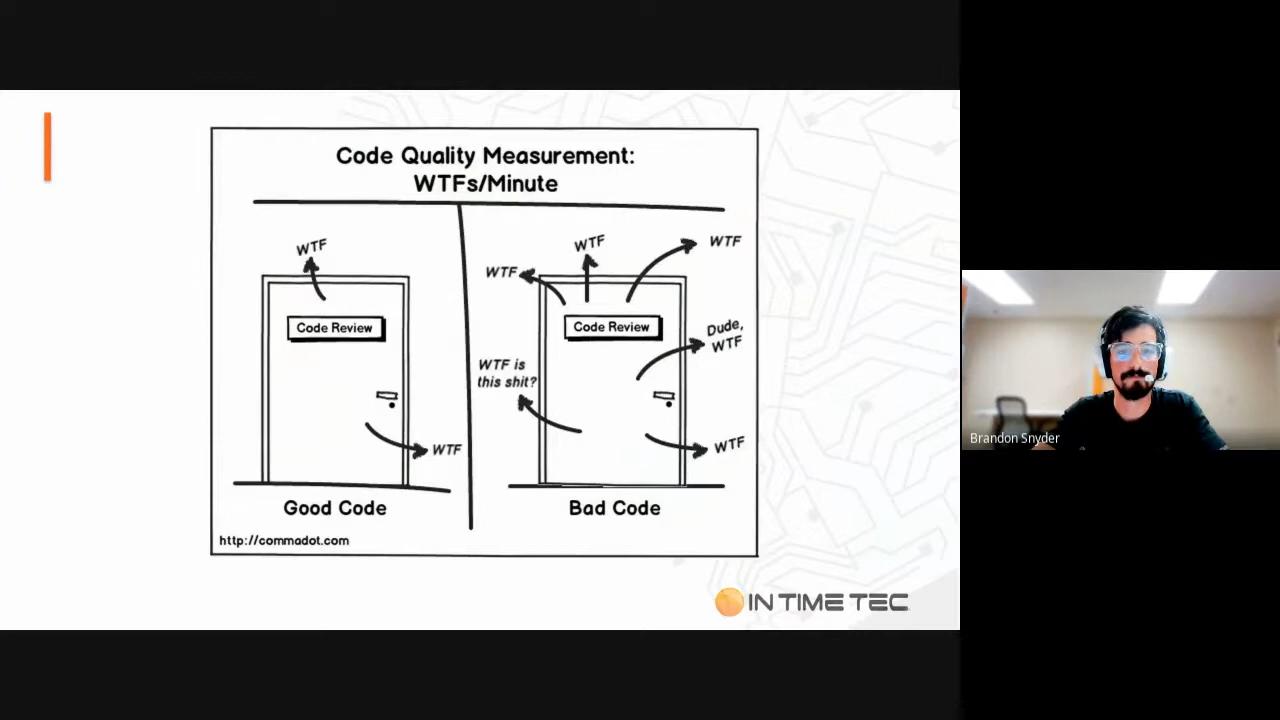 Code Quality Measurement:
WTFs/Minute
WTF
Code Review
WTF
Good Code
WTF
WTF
WTF
Code Review
Dude,
WTF
WTF is
this shit?
WTF
Bad Code
http://commadot.com
IN TIME TEC
Brandon Snyder